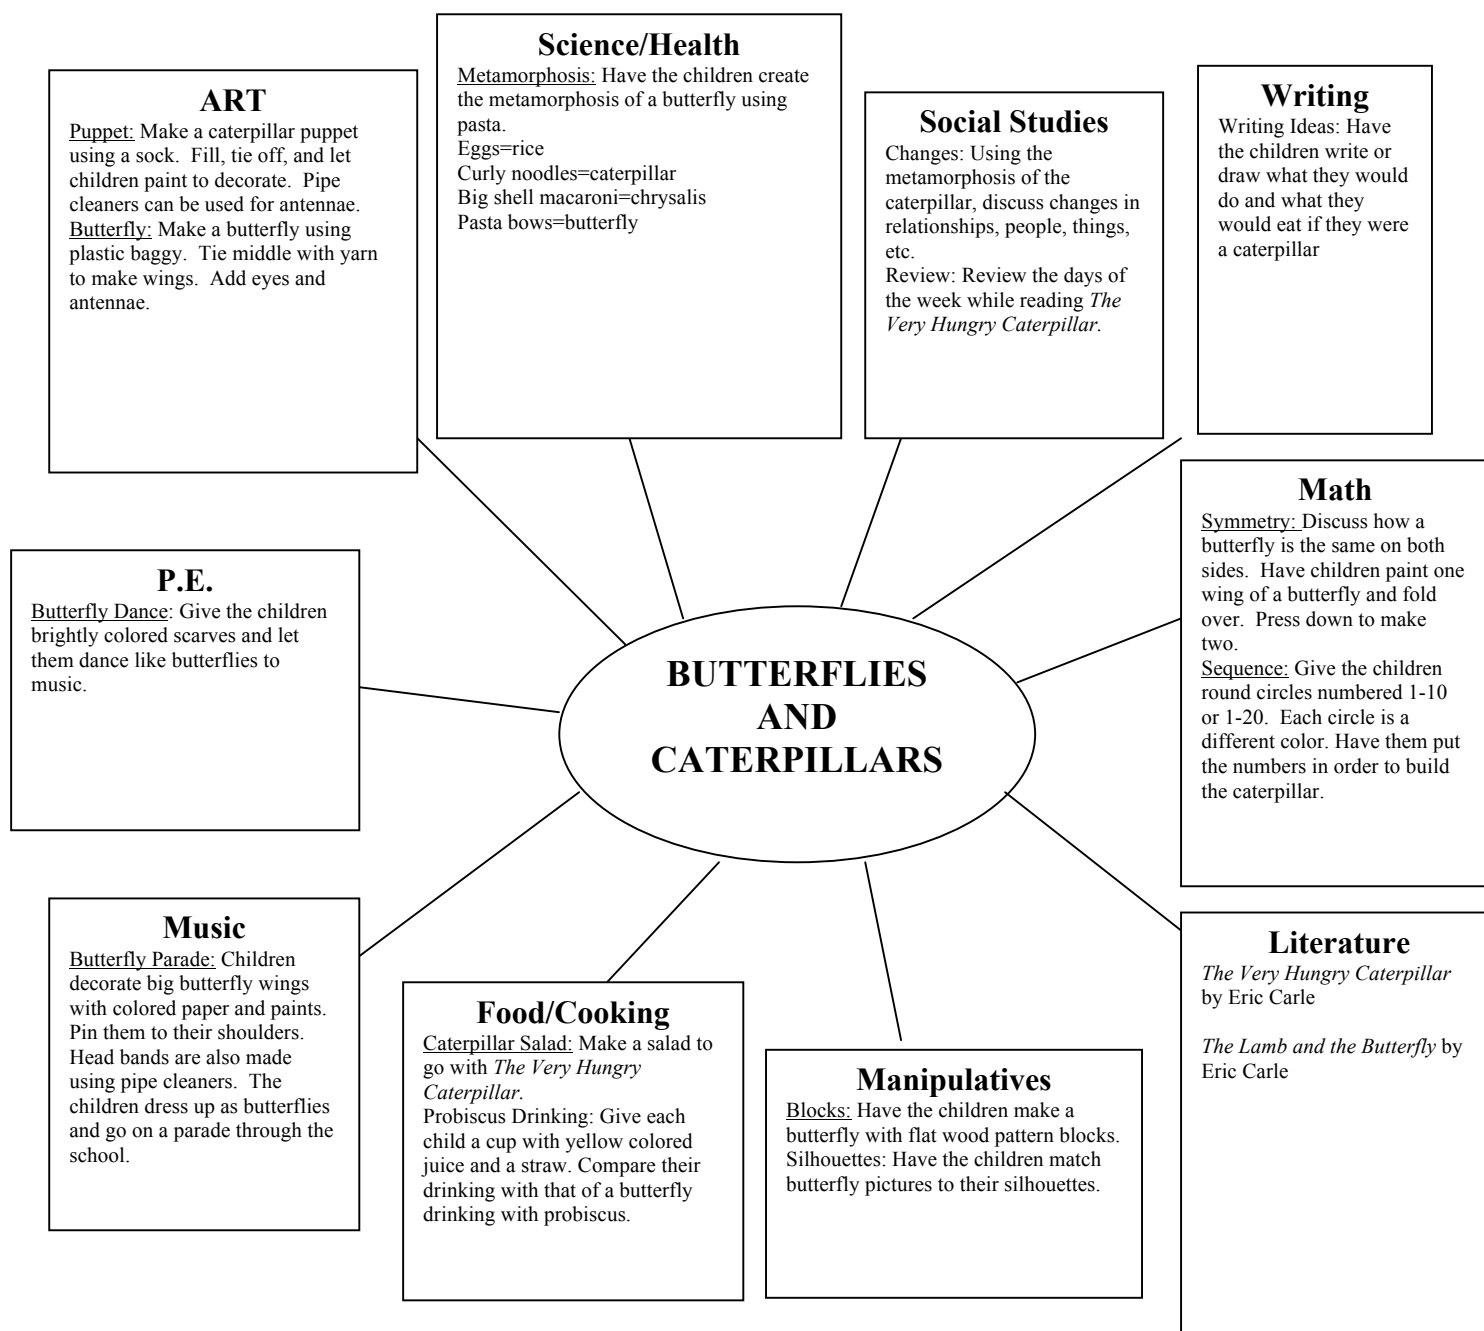 ART
Puppet: Make a caterpillar puppet
using a sock.  Fill, tie off, and let
children paint to decorate.  Pipe
cleaners can be used for antennae.
Butterfly: Make a butterfly using
plastic baggy.  Tie middle with yarn
to make wings.  Add eyes and
antennae.
Science/Health
Metamorphosis: Have the children create
the metamorphosis of a butterfly using
pasta.
Eggs=rice
Curly noodles=caterpillar
Big shell macaroni=chrysalis
Pasta bows=butterfly
Social Studies
Changes: Using the
metamorphosis of the
caterpillar, discuss changes in
relationships, people, things,
etc.
Review: Review the days of
the week while reading The
Very Hungry Caterpillar.
Writing
Writing Ideas: Have
the children write or
draw what they would
do and what they
would eat if they were
a caterpillar
P.E.
Butterfly Dance: Give the children
brightly colored scarves and let
them dance like butterflies to
music.
BUTTERFLIES
AND
CATERPILLARS
Math
Symmetry: Discuss how a
butterfly is the same on both
sides.  Have children paint one
wing of a butterfly and fold
over.  Press down to make
two.
Sequence: Give the children
round circles numbered 1-10
or 1-20.  Each circle is a
different color. Have them put
the numbers in order to build
the caterpillar.
Music
Butterfly Parade: Children
decorate big butterfly wings
with colored paper and paints.
Pin them to their shoulders.
Head bands are also made
using pipe cleaners.  The
children dress up as butterflies
and go on a parade through the
school.
Food/Cooking
Caterpillar Salad: Make a salad to
go with The Very Hungry
Caterpillar.
Probiscus Drinking: Give each
child a cup with yellow colored
juice and a straw. Compare their
drinking with that of a butterfly
drinking with probiscus.
Manipulatives
Blocks: Have the children make a
butterfly with flat wood pattern blocks.
Silhouettes: Have the children match
butterfly pictures to their silhouettes.
Literature
The Very Hungry Caterpillar
by Eric Carle
The Lamb and the Butterfly by
Eric Carle